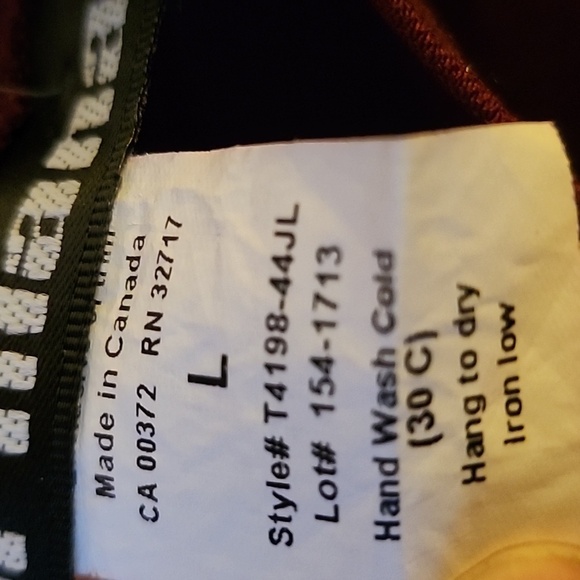 Made in Canada
CA 00372 RN 32717
L
Style# T4198-44JL
Lot# 154-1713
Hand Wash Cold
(30 C)
Hang to dry
Iron low